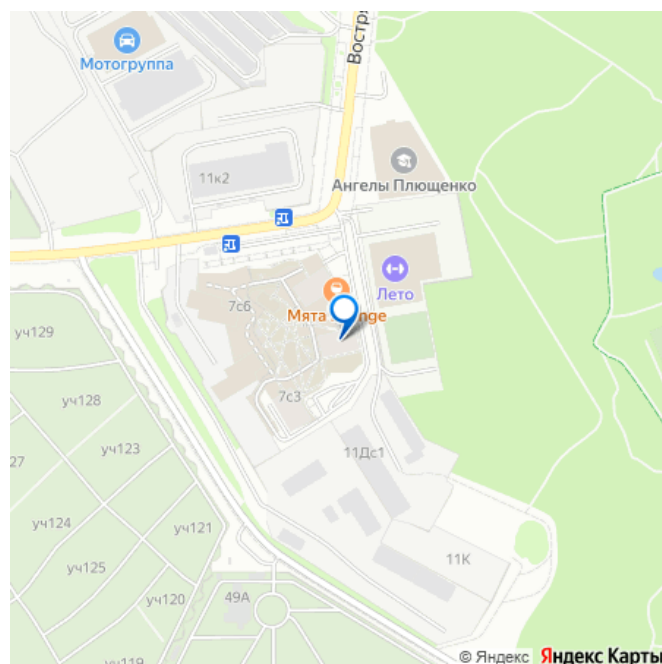 Востр
Мотогруппа
11к2
Ангелы Плющенко
7с6
Лето
Мята
nge
уч129
7с3
уч128
уч123
27
11Дс1
уч124
уч121
уч125
11К
уч120
49А
уч119
© Яндекс Яндекс Карты